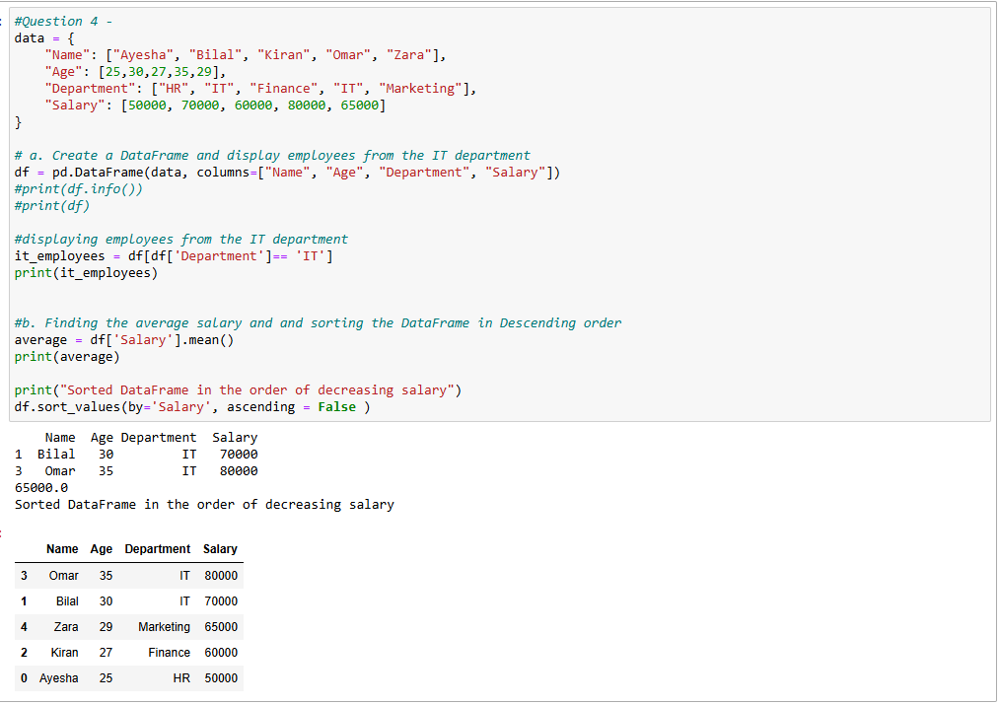 #Question 4 -
data = {
    "Name": ["Ayesha", "Bilal", "Kiran", "Omar", "Zara"],
    "Age": [25,30,27,35,29],
    "Department": ["HR", "IT", "Finance", "IT", "Marketing"],
    "Salary": [50000, 70000, 60000, 80000, 65000]
}
# a. Create a DataFrame and display employees from the IT department
df = pd.DataFrame(data, columns=["Name", "Age", "Department", "Salary"])
#print(df.info())
#print(df)
#displaying employees from the IT department
it_employees = df[df['Department']== 'IT']
print(it_employees)
#b. Finding the average salary and and sorting the DataFrame in Descending order
average = df['Salary'].mean()
print(average)
print("Sorted DataFrame in the order of decreasing salary")
df.sort_values(by='Salary', ascending = False )
    Name  Age Department  Salary
1  Bilal   30         IT   70000
3   Omar   35         IT   80000
65000.0
Sorted DataFrame in the order of decreasing salary
Name Age Department Salary
3 Omar 35 IT 80000
1 Bilal 30 IT 70000
4 Zara 29 Marketing 65000
2 Kiran 27 Finance 60000
0 Ayesha 25 HR 50000